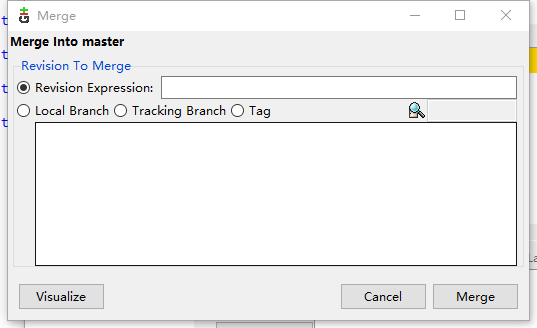 Merge
Merge Into master
Revision To Merge
Revision Expression:
Local Branch Tracking Branch Tag
Visualize Cancel Merge